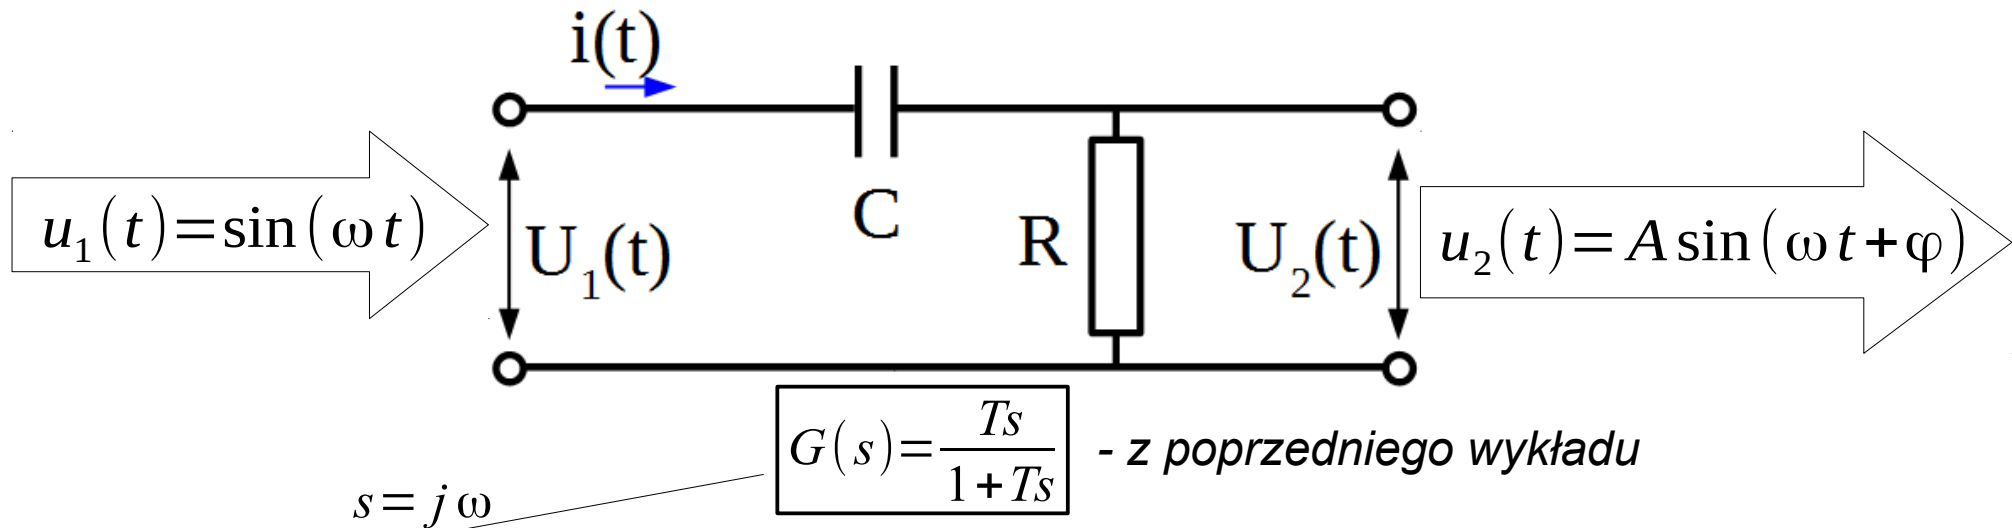 i(t)
C
R
u₁(t)=sin(ωt)
U₁(t)
U₂(t)
u₂(t)=A sin(ωt+φ)
G(s)=Ts/(1+Ts)
- z poprzedniego wykładu
s=jω